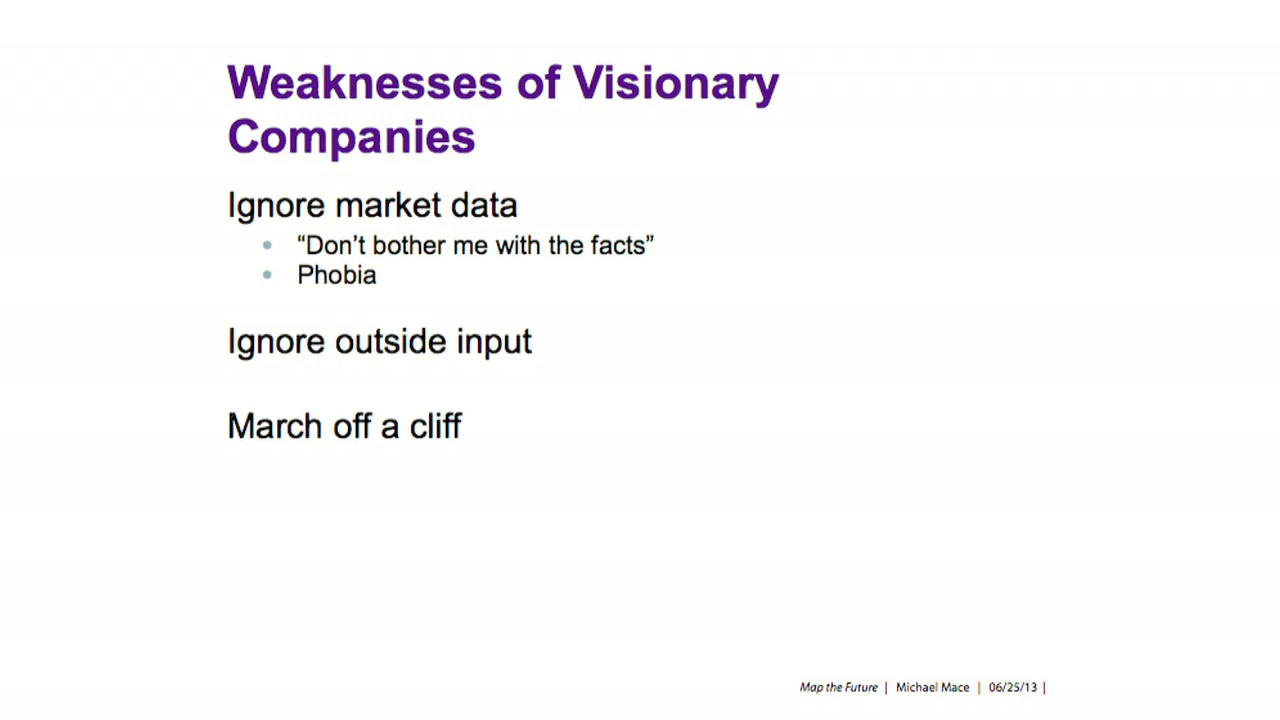 Weaknesses of Visionary
Companies
Ignore market data
• “Don’t bother me with the facts”
• Phobia
Ignore outside input
March off a cliff
Map the Future | Michael Mace | 06/25/13 |